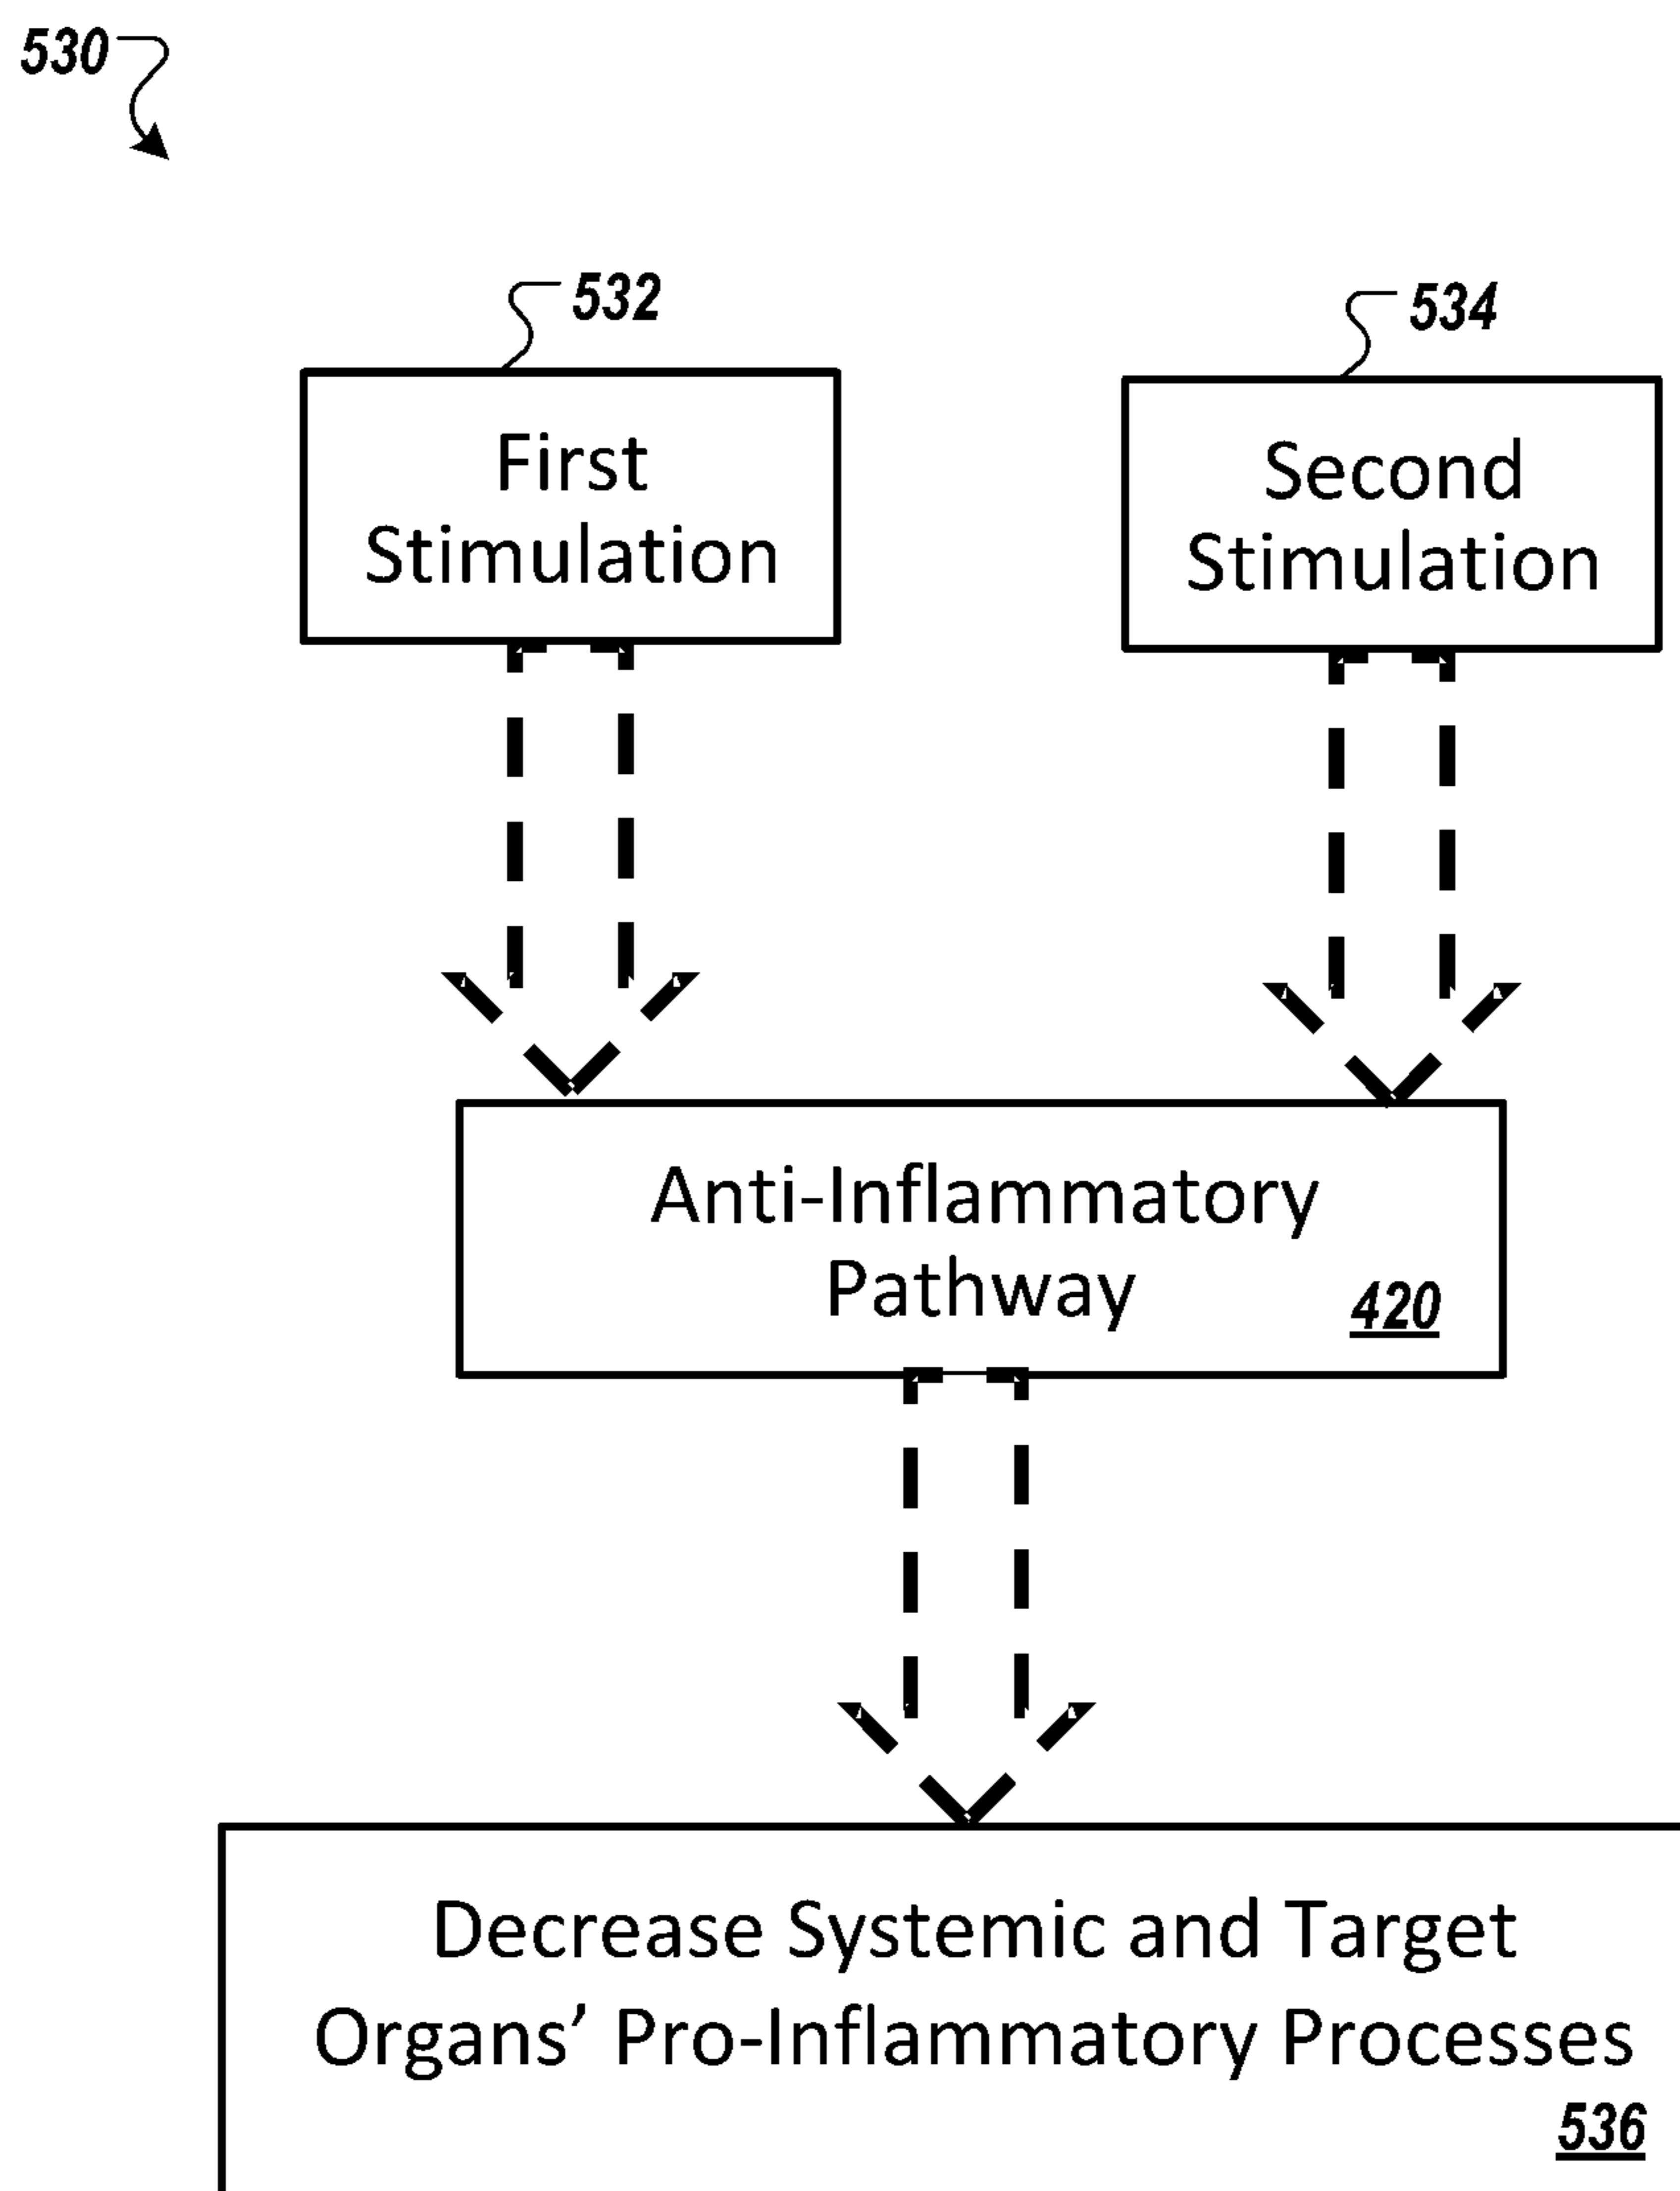 530
532
534
First
Stimulation
Second
Stimulation
Anti-Inflammatory
Pathway
420
Decrease Systemic and Target
Organs’ Pro-Inflammatory Processes
536